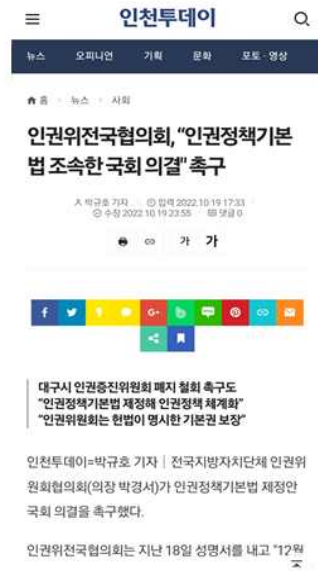 인천투데이
뉴스 오피니언 기획 문화 포토·영상
홈 > 뉴스 > 사회
인권위전국협의회, “인권정책기본
법 조속한 국회 의결" 촉구
박규호 기자 입력 2022.10.19 17:33
수정 2022.10.19 23:55 댓글 0
가 가
대구시 인권증진위원회 폐지 철회 촉구도
“인권정책기본법 제정해 인권정책 체계화”
“인권위원회는 헌법이 명시한 기본권 보장”
인천투데이=박규호 기자 | 전국지방자치단체 인권위
원회협의회(의장 박경서)가 인권정책기본법 제정안
국회 의결을 촉구했다.
인권위전국협의회는 지난 18일 성명서를 내고 “12월